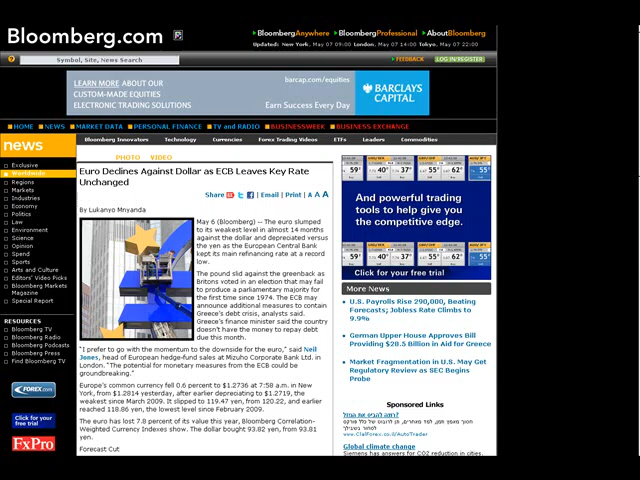 Bloomberg.com
BloombergAnywhere BloombergProfessional AboutBloomberg
Updated: New York, May 07 09:00 London, May 07 14:00 Tokyo, May 07 22:00
Symbol, Site, News Search
FEEDBACK LOG IN/REGISTER
LEARN MORE ABOUT OUR
CUSTOM-MADE EQUITIES
ELECTRONIC TRADING SOLUTIONS
barcap.com/equities
Earn Success Every Day
BARCLAYS
CAPITAL
HOME NEWS MARKET DATA PERSONAL FINANCE TV and RADIO BUSINESSWEEK BUSINESS EXCHANGE
news
Bloomberg Innovators Technology Currencies Forex Trading Videos ETFs Leaders Commodities
Exclusive
Worldwide
Regions
Markets
Industries
Economy
Politics
Law
Environment
Science
Opinion
Spend
Sports
Arts and Culture
Editors' Video Picks
Bloomberg Markets
Magazine
Special Report
RESOURCES
Bloomberg TV
Bloomberg Radio
Bloomberg Podcasts
Bloomberg Press
Find Bloomberg TV
FOREX.com
Click for your
free trial
FxPro
PHOTO VIDEO
Euro Declines Against Dollar as ECB Leaves Key Rate
Unchanged
Share | Email | Print | A A A
By Lukanyo Mnyanda
May 6 (Bloomberg) -- The euro slumped
to its weakest level in almost 14 months
against the dollar and depreciated versus
the yen as the European Central Bank
kept its main refinancing rate at a record
low.
The pound slid against the greenback as
Britons voted in an election that may fail
to produce a parliamentary majority for
the first time since 1974. The ECB may
announce additional measures to contain
Greece's debt crisis, analysts said.
Greece's finance minister said the country
doesn't have the money to repay debt
due this month.
"I prefer to go with the momentum to the downside for the euro," said Neil
Jones, head of European hedge-fund sales at Mizuho Corporate Bank Ltd. in
London. "The potential for monetary measures from the ECB could be
groundbreaking."
Europe's common currency fell 0.6 percent to $1.2736 at 7:58 a.m. in New
York, from $1.2814 yesterday, after earlier depreciating to $1.2719, the
weakest since March 2009. It slipped to 119.47 yen, from 120.22, and earlier
reached 118.86 yen, the lowest level since February 2009.
The euro has lost 7.8 percent of its value this year, Bloomberg Correlation-
Weighted Currency Indexes show. The dollar bought 93.82 yen, from 93.81
yen.
Forecast Cut
And powerful trading
tools to help give you
the competitive edge.
Click for your free trial
More News
U.S. Payrolls Rise 290,000, Beating
Forecasts; Jobless Rate Climbs to
9.9%
German Upper House Approves Bill
Providing $28.5 Billion in Aid for Greece
Market Fragmentation in U.S. May Get
Regulatory Review as SEC Begins
Probe
Sponsored Links
www.ClalForex.co.il/AutoTrader
Global climate change
Siemens has answers for CO2 reduction in cities,